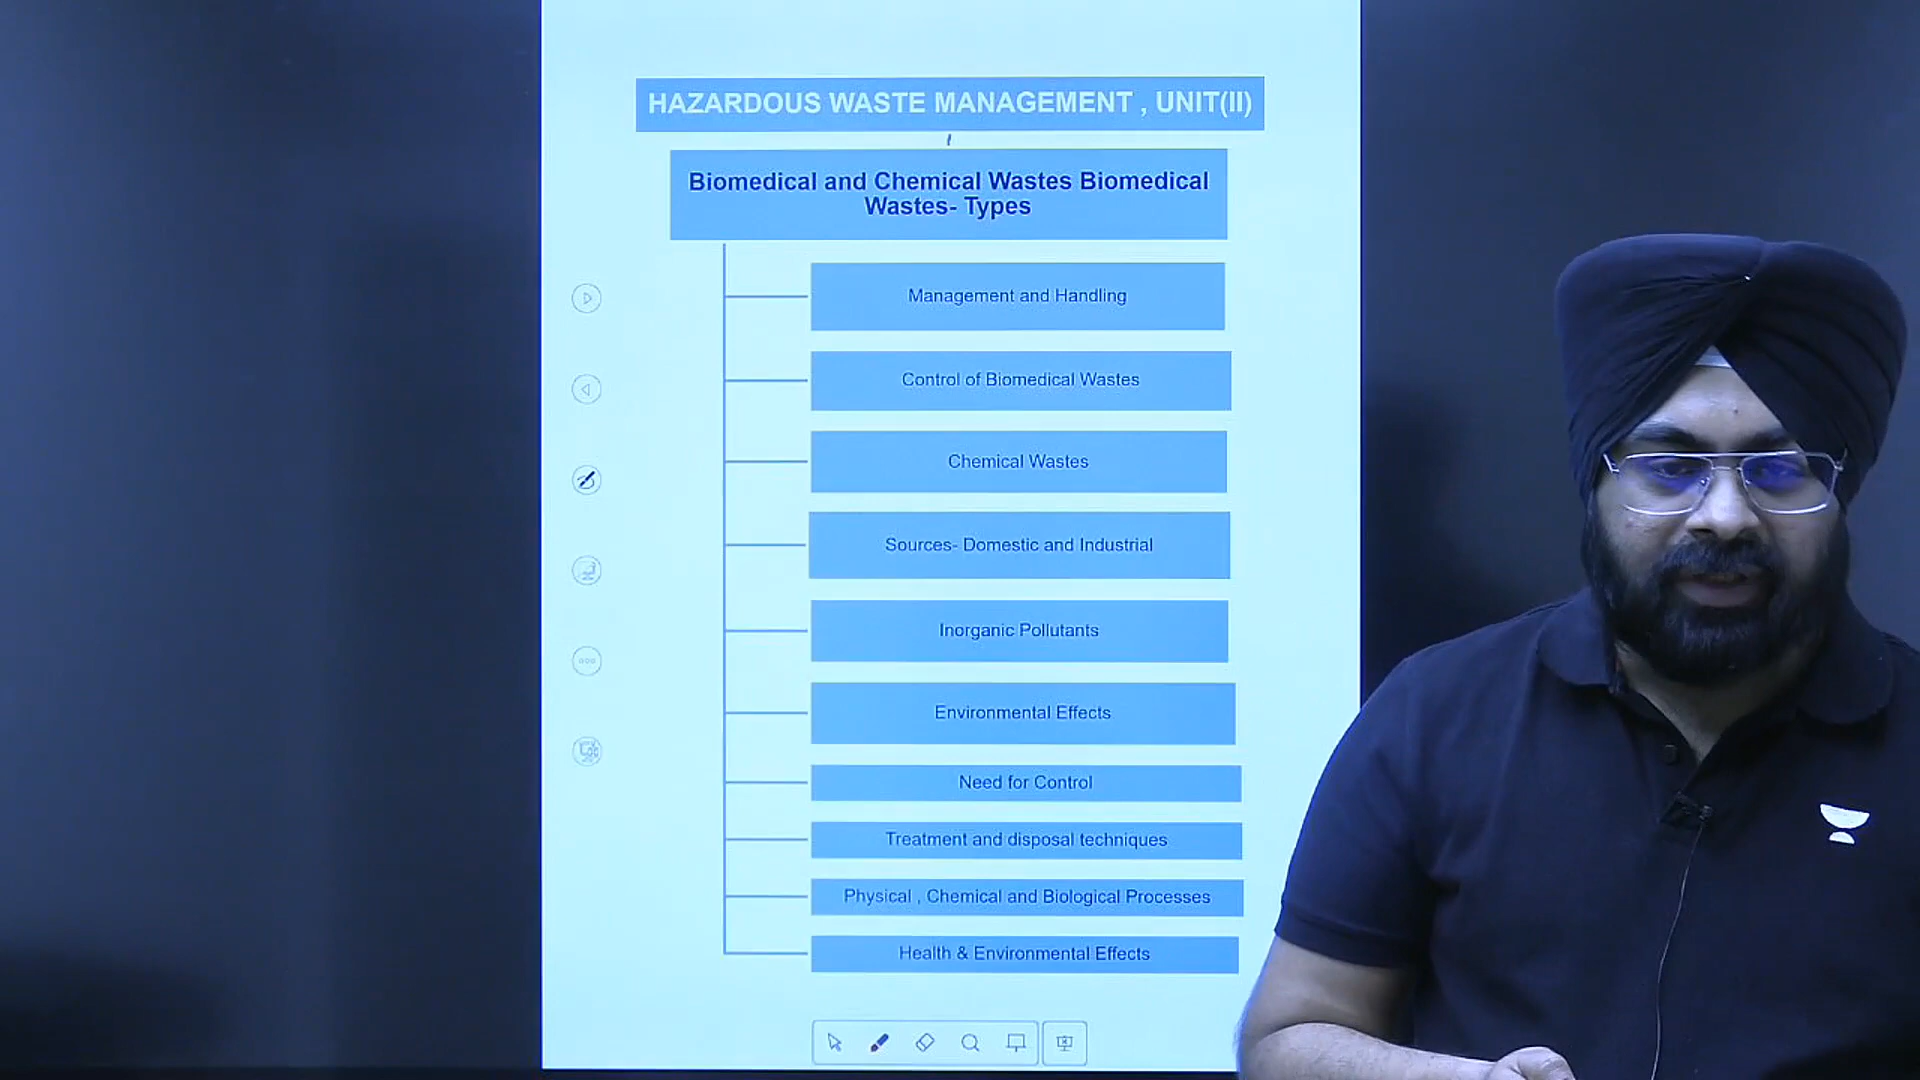 HAZARDOUS WASTE MANAGEMENT , UNIT(II)
Biomedical and Chemical Wastes Biomedical
Wastes- Types
Management and Handling
Control of Biomedical Wastes
Chemical Wastes
Sources- Domestic and Industrial
Inorganic Pollutants
Environmental Effects
Need for Control
Treatment and disposal techniques
Physical , Chemical and Biological Processes
Health & Environmental Effects